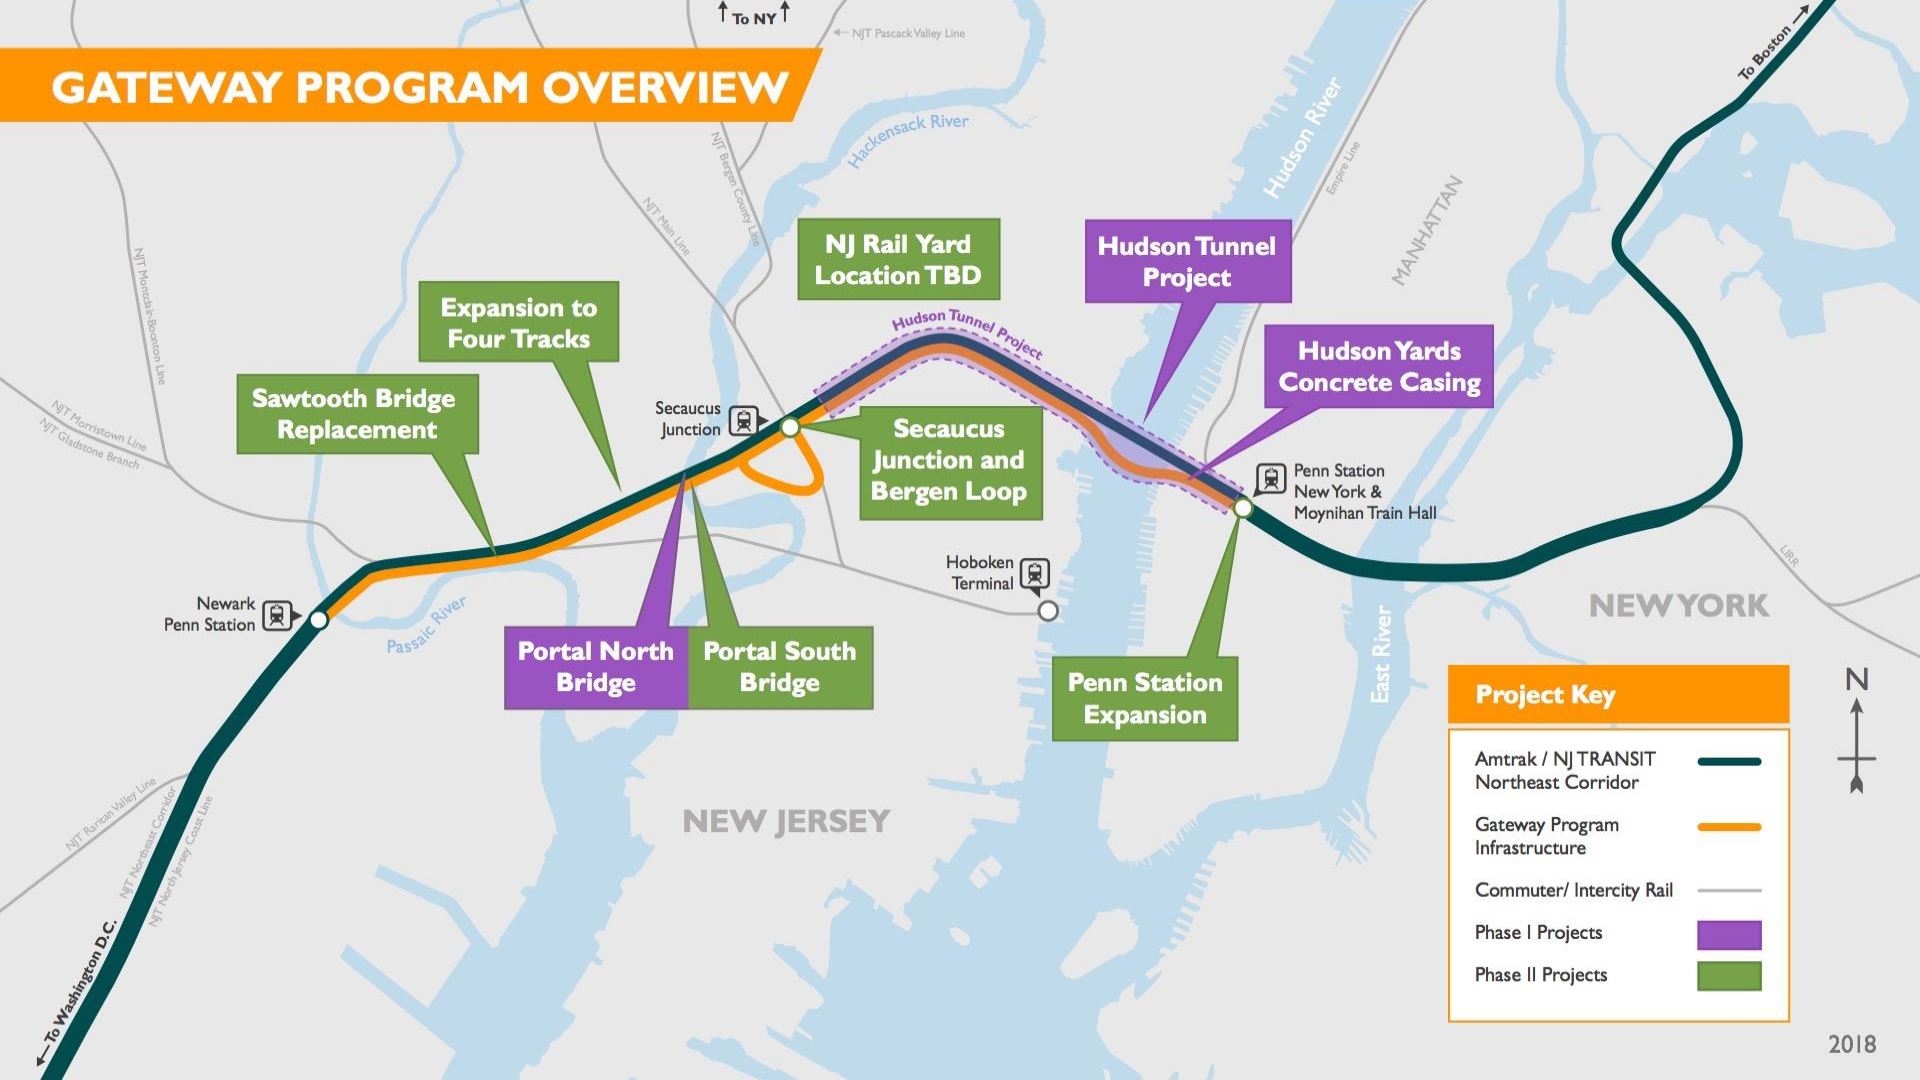 To NY
NJT Pascack Valley Line
GATEWAY PROGRAM OVERVIEW
To Boston
Hackensack River
Hudson River
Empire Line
MANHATTAN
NJT Bergen County Line
NJT Main Line
NJT Montclair-Boonton Line
NJ Rail Yard
Location TBD
Hudson Tunnel
Project
Expansion to
Four Tracks
Hudson Tunnel Project
Hudson Yards
Concrete Casing
Sawtooth Bridge
Replacement
NJT Morristown Line
NJT Gladstone Branch
Secaucus
Junction
Secaucus
Junction and
Bergen Loop
Penn Station
New York &
Moynihan Train Hall
Hoboken
Terminal
LIRR
Newark
Penn Station
Passaic River
NEW YORK
East River
Portal North
Bridge
Portal South
Bridge
Penn Station
Expansion
NEW JERSEY
NJT Raritan Valley Line
NJT Northeast Corridor
NJT North Jersey Coast Line
To Washington D.C.
N
Project Key
Amtrak / NJ TRANSIT
Northeast Corridor
Gateway Program
Infrastructure
Commuter/ Intercity Rail
Phase I Projects
Phase II Projects
2018